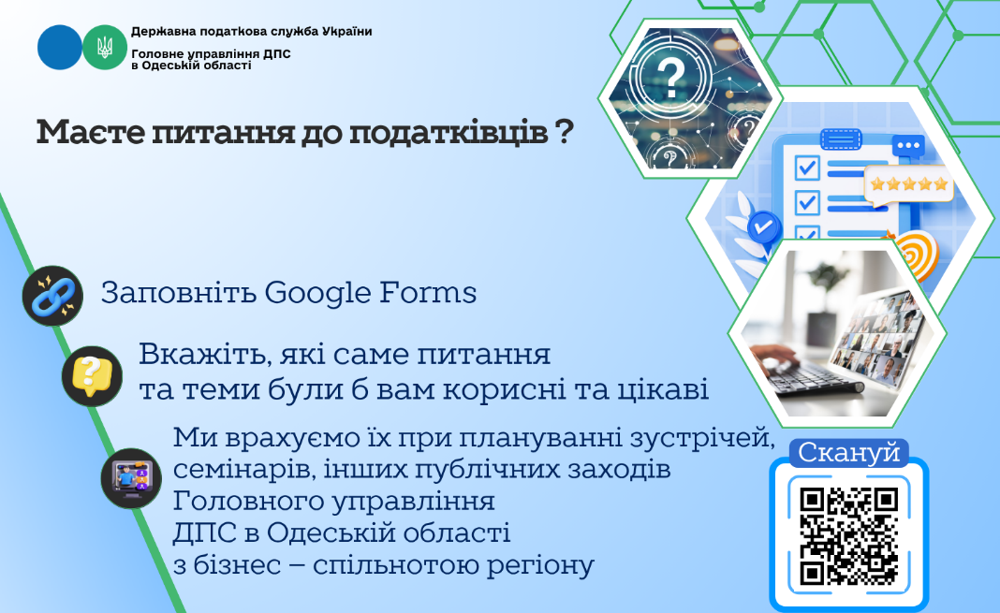 Державна податкова служба України
Головне управління ДПС
в Одеській області
Маєте питання до податківців ?
Заповніть Google Forms
Вкажіть, які саме питання
та теми були б вам корисні та цікаві
Ми врахуємо їх при плануванні зустрічей,
семінарів, інших публічних заходів
Головного управління
ДПС в Одеській області
з бізнес – спільнотою регіону
Скануй